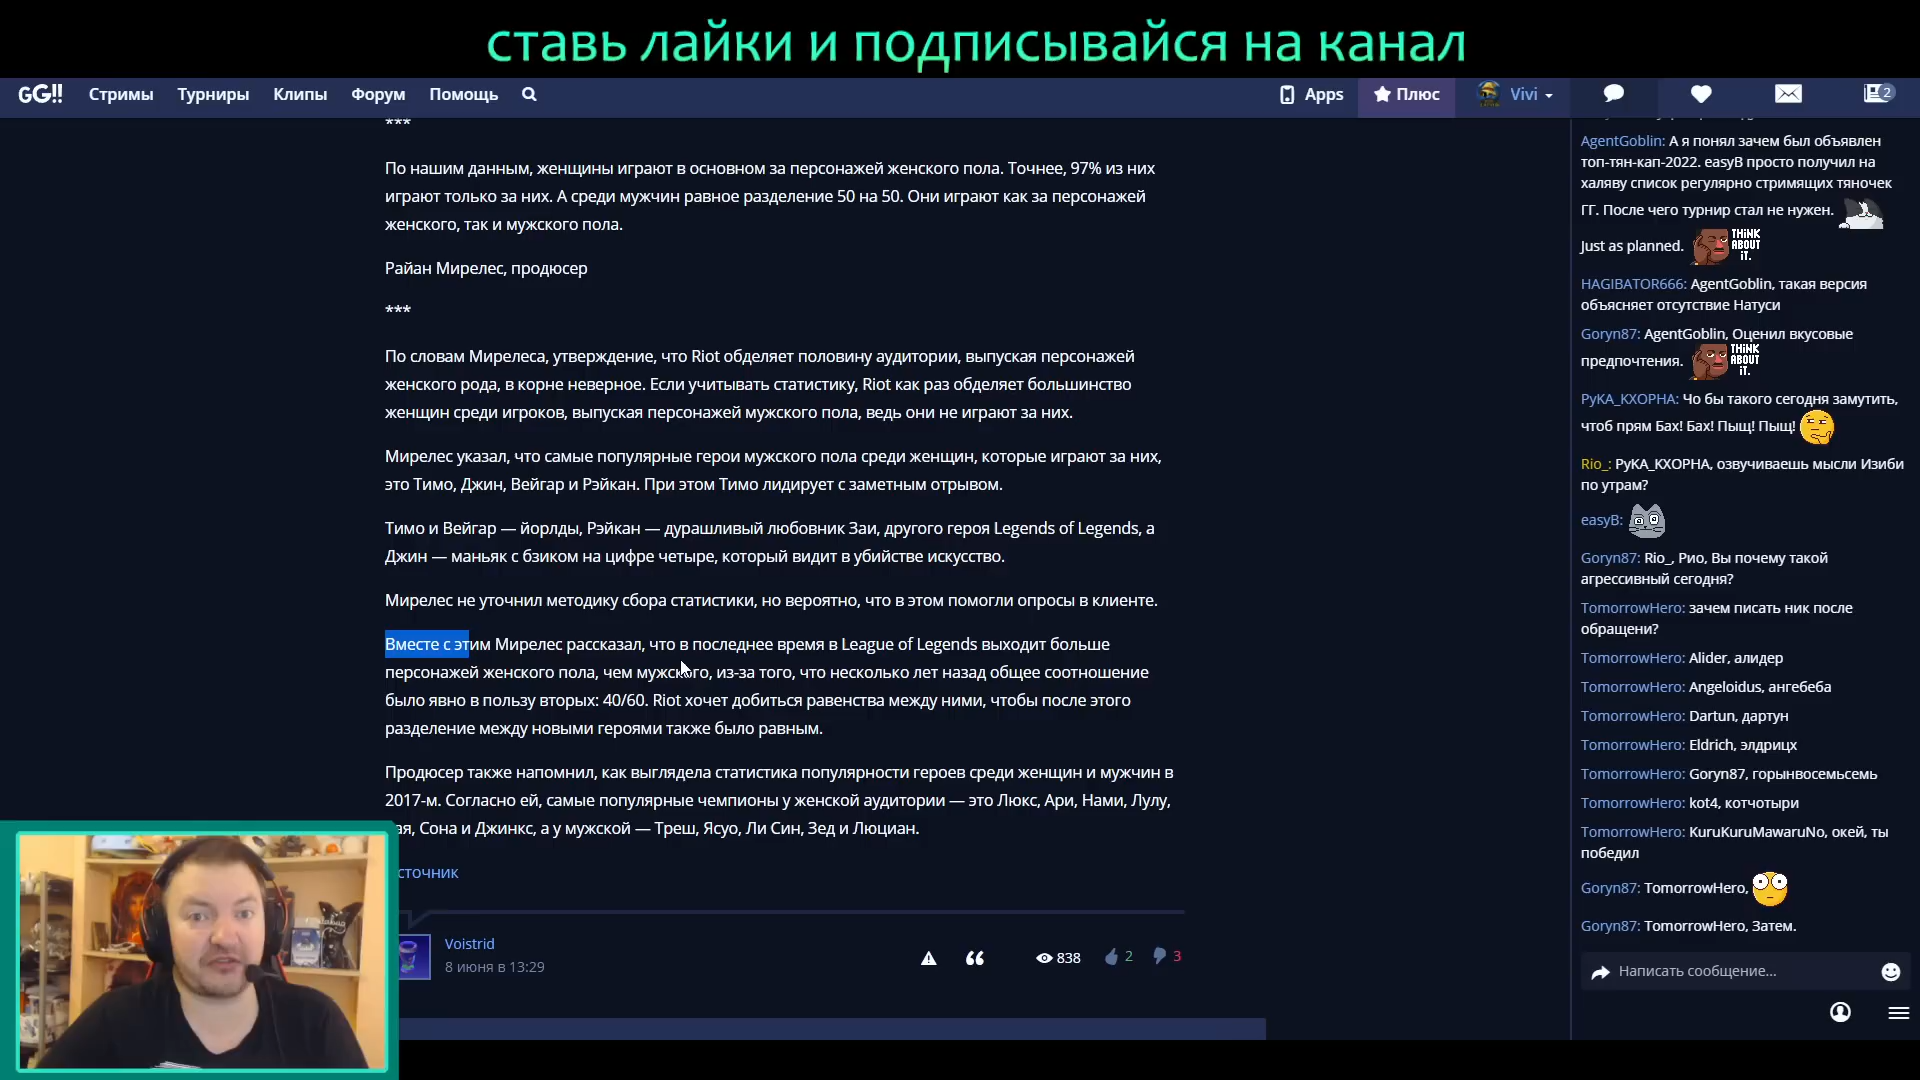 ставь лайки и подписывайся на канал
GG!! Стримы Турниры Клипы Форум Помощь Apps Плюс Vivi 2
***
По нашим данным, женщины играют в основном за персонажей женского пола. Точнее, 97% из них
играют только за них. А среди мужчин равное разделение 50 на 50. Они играют как за персонажей
женского, так и мужского пола.
Райан Мирелес, продюсер
***
По словам Мирелеса, утверждение, что Riot обделяет половину аудитории, выпуская персонажей
женского рода, в корне неверное. Если учитывать статистику, Riot как раз обделяет большинство
женщин среди игроков, выпуская персонажей мужского пола, ведь они не играют за них.
Мирелес указал, что самые популярные герои мужского пола среди женщин, которые играют за них,
это Тимо, Джин, Вейгар и Рэйкан. При этом Тимо лидирует с заметным отрывом.
Тимо и Вейгар — йорлды, Рэйкан — дурашливый любовник Заи, другого героя Legends of Legends, а
Джин — маньяк с бзиком на цифре четыре, который видит в убийстве искусство.
Мирелес не уточнил методику сбора статистики, но вероятно, что в этом помогли опросы в клиенте.
Вместе с этим Мирелес рассказал, что в последнее время в League of Legends выходит больше
персонажей женского пола, чем мужского, из-за того, что несколько лет назад общее соотношение
было явно в пользу вторых: 40/60. Riot хочет добиться равенства между ними, чтобы после этого
разделение между новыми героями также было равным.
Продюсер также напомнил, как выглядела статистика популярности героев среди женщин и мужчин в
2017-м. Согласно ей, самые популярные чемпионы у женской аудитории — это Люкс, Ари, Нами, Лулу,
ая, Сона и Джинкс, а у мужской — Треш, Ясуо, Ли Син, Зед и Люциан.
сточник
Voistrid
8 июня в 13:29
838 2 3
AgentGoblin: А я понял зачем был объявлен
топ-тян-кап-2022. easyB просто получил на
халяву список регулярно стримящих тяночек
ГГ. После чего турнир стал не нужен.
Just as planned. THiNK ABOUT iT.
HAGIBATOR666: AgentGoblin, такая версия
объясняет отсутствие Натуси
Goryn87: AgentGoblin, Оценил вкусовые
предпочтения. THiNK ABOUT iT.
PyKA_KXOPHA: Чо бы такого сегодня замутить,
чтоб прям Бах! Бах! Пыщ! Пыщ!
Rio_: PyKA_KXOPHA, озвучиваешь мысли Изиби
по утрам?
easyB:
Goryn87: Rio_, Рио, Вы почему такой
агрессивный сегодня?
TomorrowHero: зачем писать ник после
обращени?
TomorrowHero: Alider, алидер
TomorrowHero: Angeloidus, ангебеба
TomorrowHero: Dartun, дартун
TomorrowHero: Eldrich, элдрицх
TomorrowHero: Goryn87, горынвосемьсемь
TomorrowHero: kot4, котчотыри
TomorrowHero: KuruKuruMawaruNo, окей, ты
победил
Goryn87: TomorrowHero,
Goryn87: TomorrowHero, Затем.
Написать сообщение...